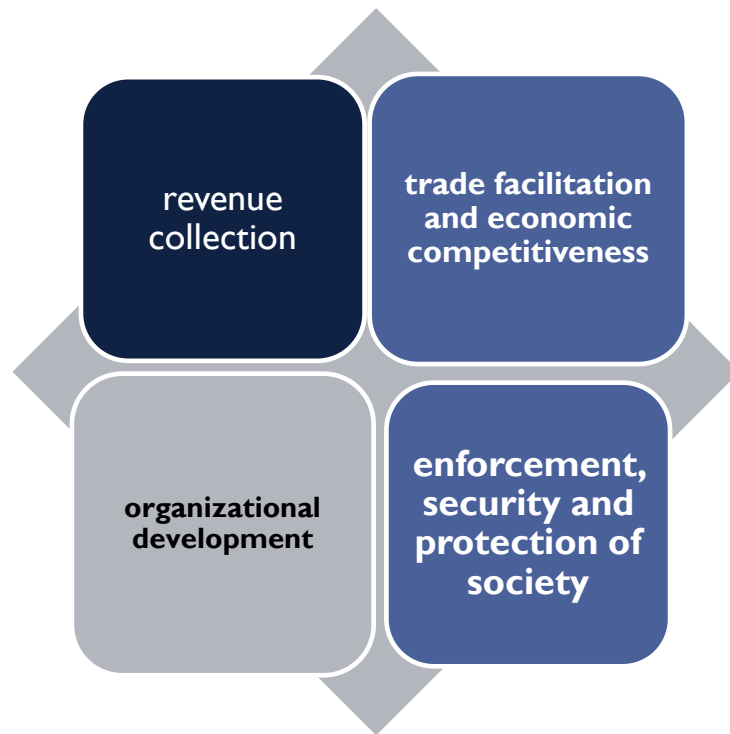 revenue
collection
trade facilitation
and economic
competitiveness
organizational
development
enforcement,
security and
protection of
society